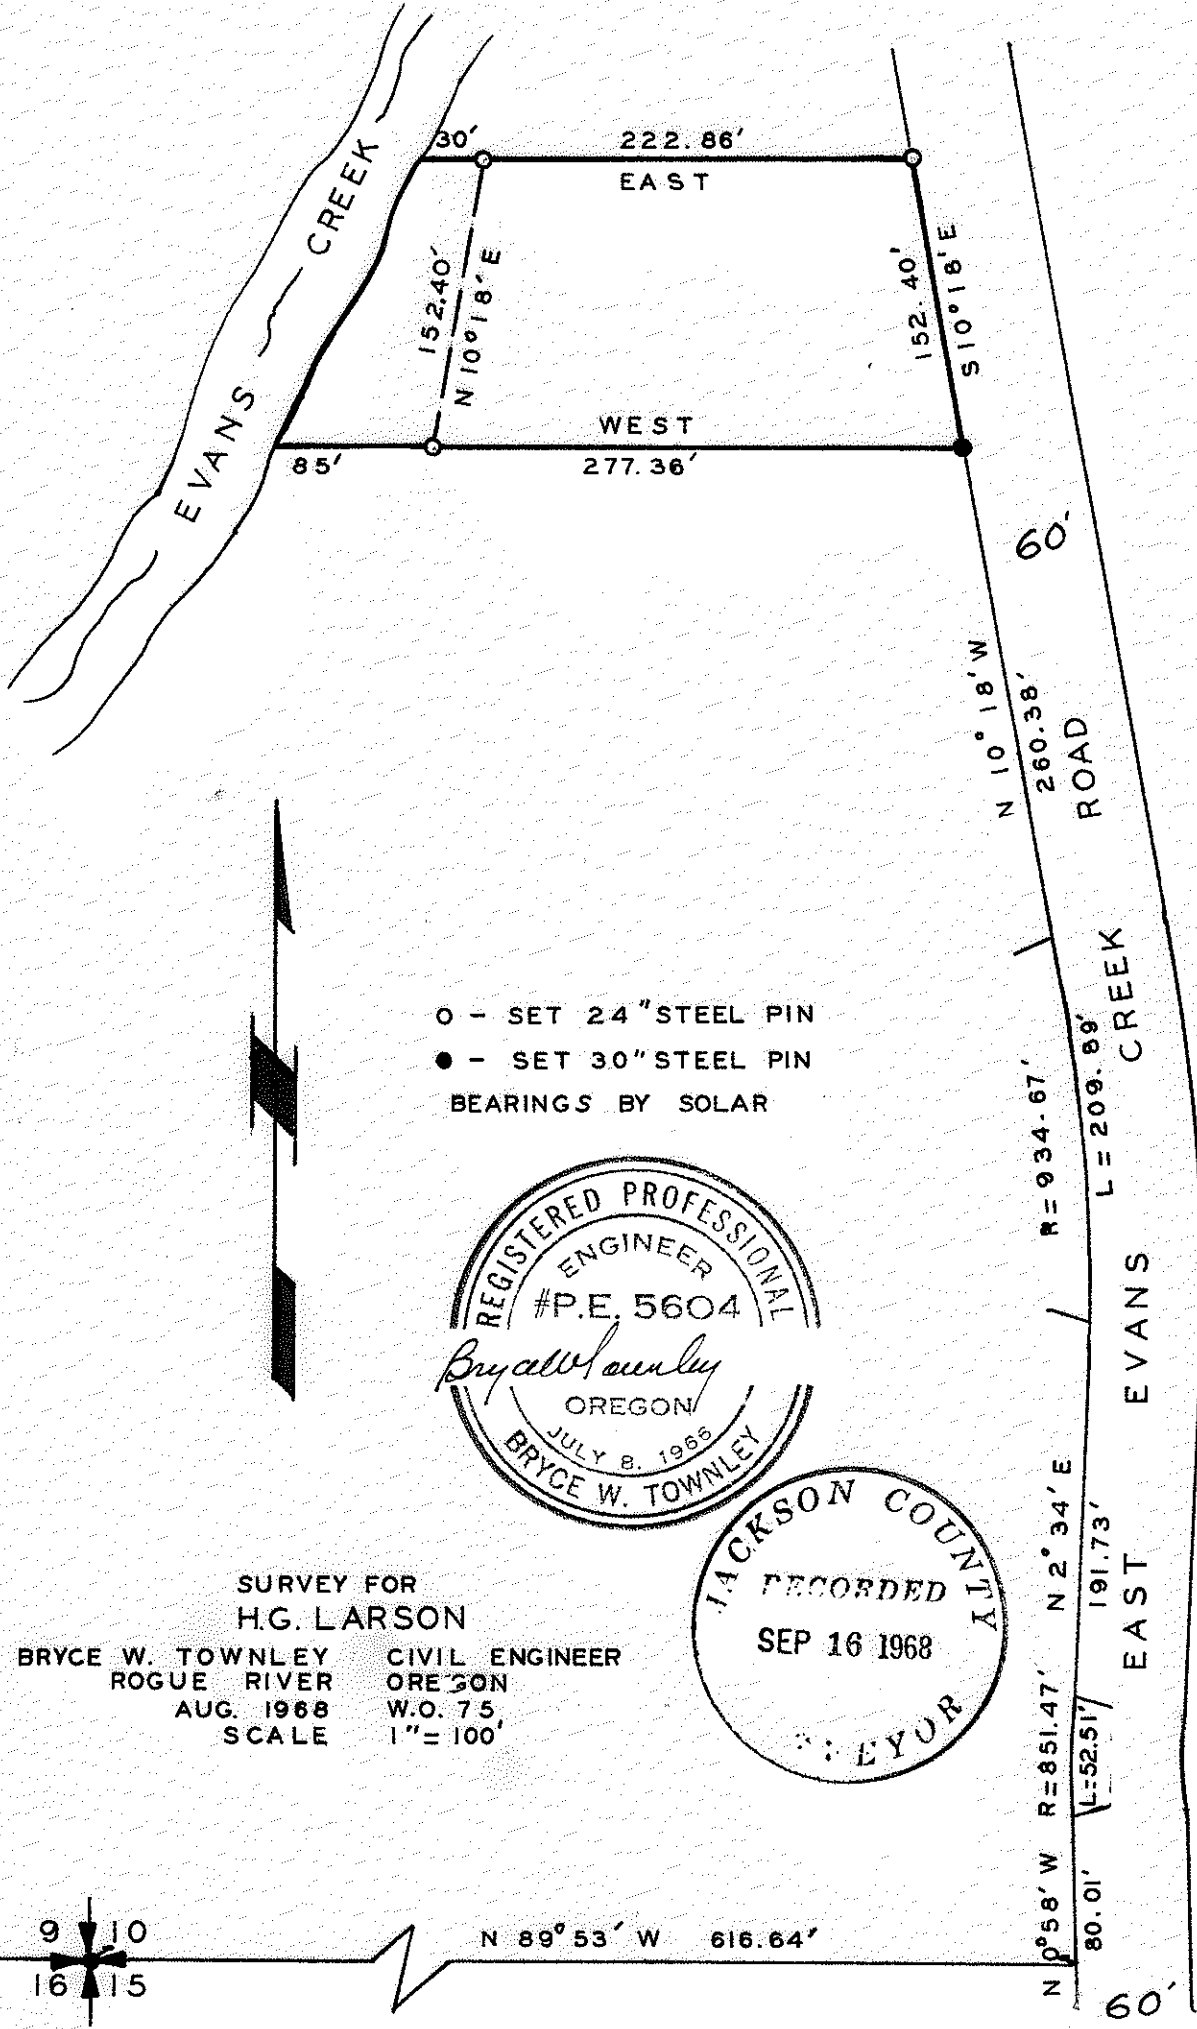 30'
222.86'
EAST
EVANS CREEK
152.40'
N 10° 18' E
152.40'
S 10° 18' E
WEST
85'
277.36'
60'
N 10° 18' W
260.38'
EAST EVANS CREEK ROAD
O - SET 24" STEEL PIN
● - SET 30" STEEL PIN
BEARINGS BY SOLAR
R=934.67'
L=209.89'
REGISTERED PROFESSIONAL
ENGINEER
#P.E. 5604
Bryce W Townley
OREGON
BRYCE W. TOWNLEY
N 2° 34' E
191.73'
JACKSON COUNTY
RECORDED
SEP 16 1968
SURVEY FOR
H.G. LARSON
BRYCE W. TOWNLEY CIVIL ENGINEER
ROGUE RIVER OREGON
AUG. 1968 W.O. 75
SCALE 1"=100'
R=851.47'
L=52.51'
N 0° 58' W
80.01'
9 10
16 15
N 89° 53' W 616.64'
60'